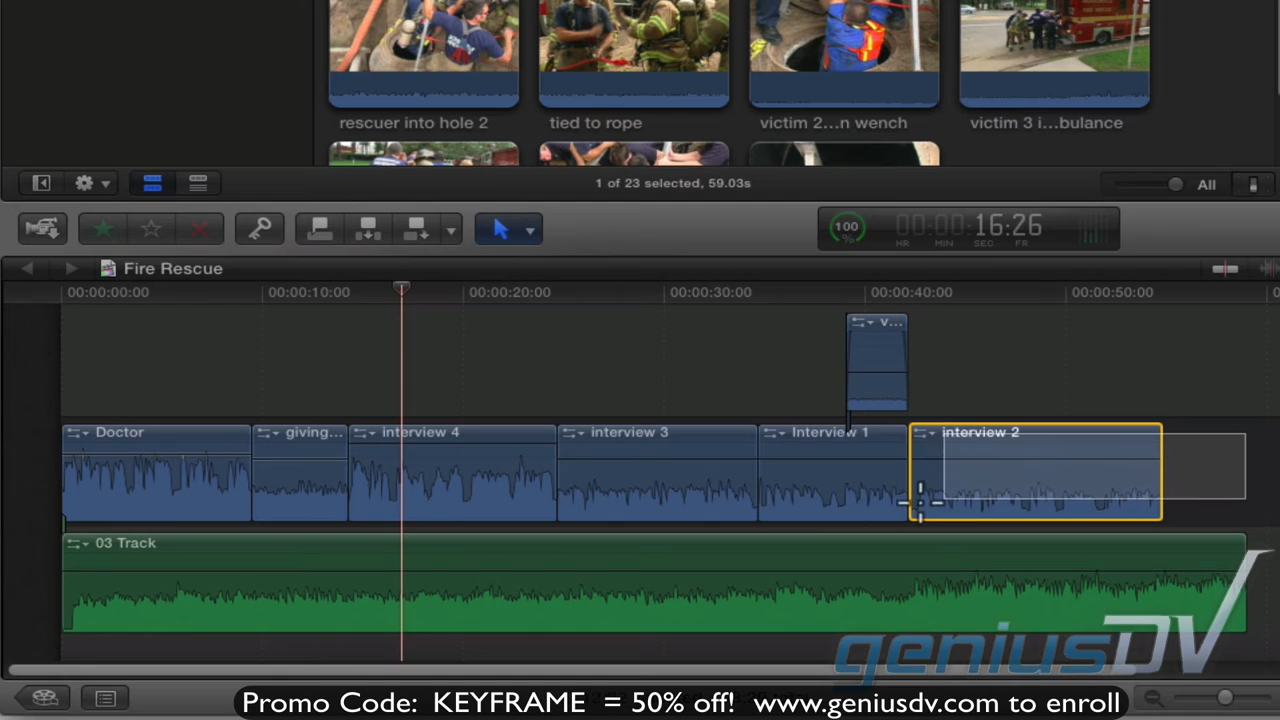 rescuer into hole 2
tied to rope
victim 2...n wench
victim 3 i...bulance
1 of 23 selected, 59.03s
All
100
%
00:00:16:26
HR MIN SEC FR
Fire Rescue
00:00:00:00
00:00:10:00
00:00:20:00
00:00:30:00
00:00:40:00
00:00:50:00
v...
Doctor
giving...
interview 4
interview 3
Interview 1
interview 2
03 Track
geniusDV
Promo Code: KEYFRAME = 50% off! www.geniusdv.com to enroll